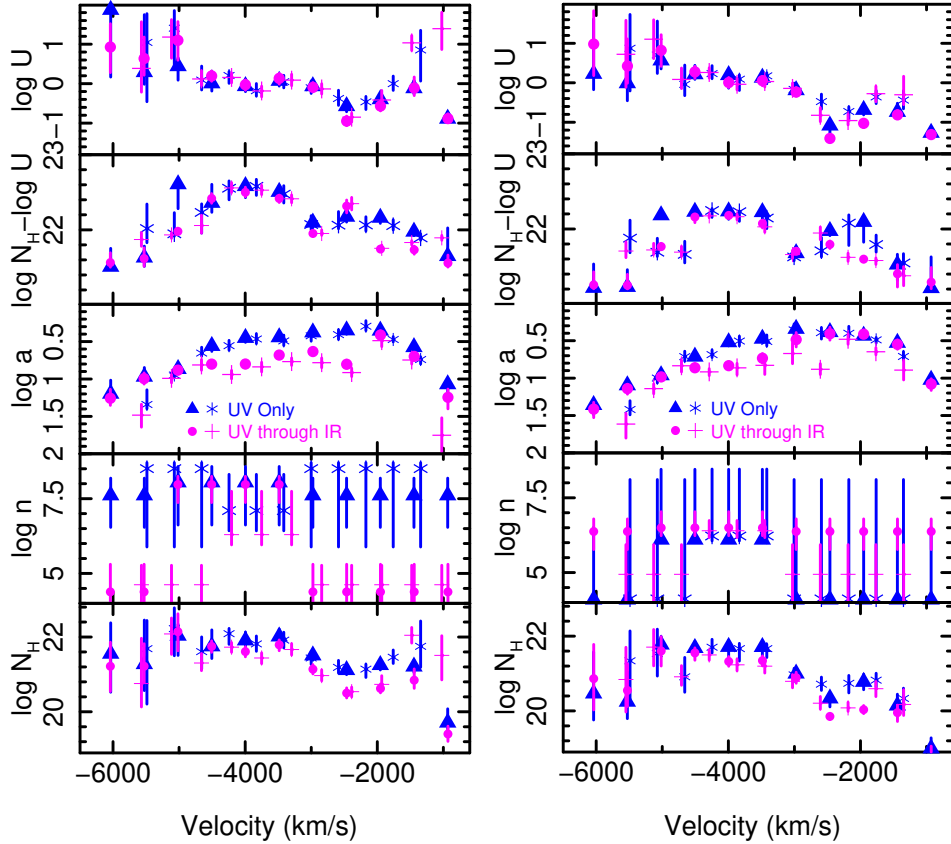 log U
1
0
−1
log N_H−log U
23
22
log a
0.5
1
1.5
2
UV Only
UV through IR
log n
7.5
5
log N_H
22
20
−6000 −4000 −2000
Velocity (km/s)
log U
1
0
−1
log N_H−log U
23
22
log a
0.5
1
1.5
2
UV Only
UV through IR
log n
7.5
5
log N_H
22
20
−6000 −4000 −2000
Velocity (km/s)